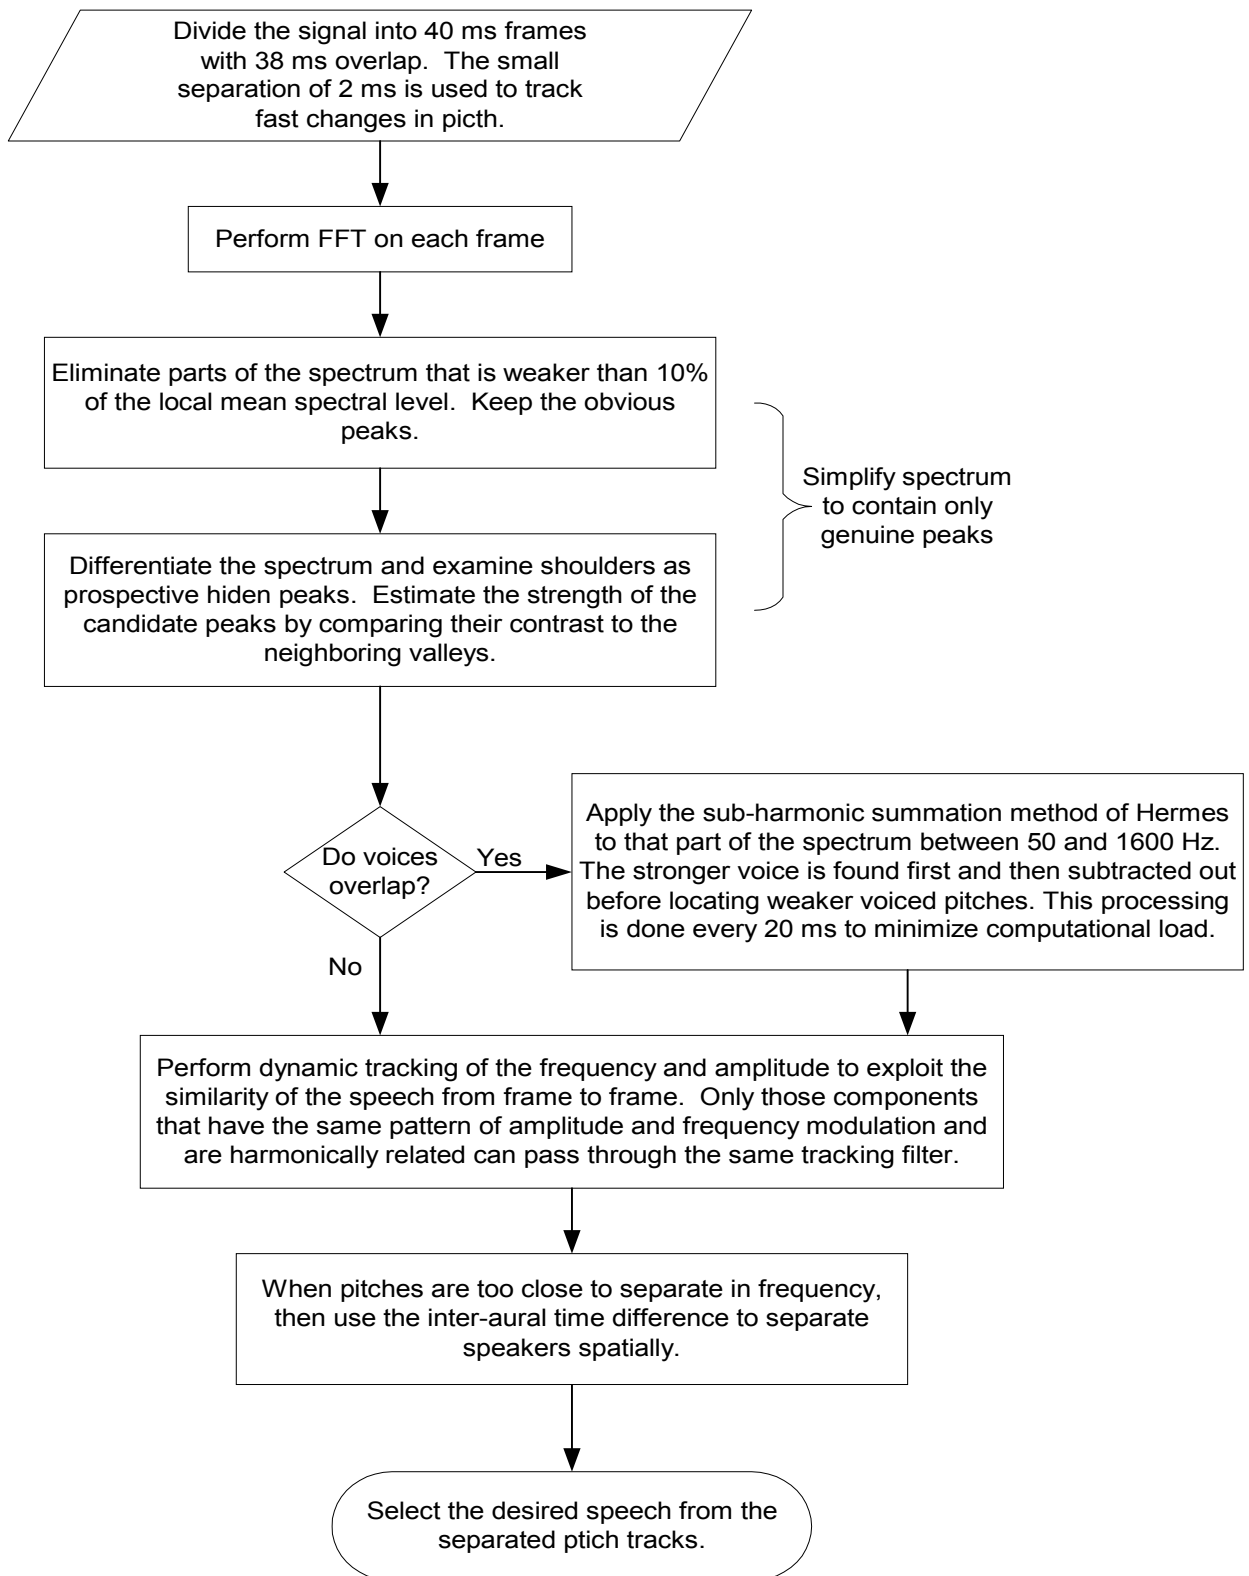 Divide the signal into 40 ms frames
with 38 ms overlap. The small
separation of 2 ms is used to track
fast changes in picth.
Perform FFT on each frame
Eliminate parts of the spectrum that is weaker than 10%
of the local mean spectral level. Keep the obvious
peaks.
Simplify spectrum
to contain only
genuine peaks
Differentiate the spectrum and examine shoulders as
prospective hiden peaks. Estimate the strength of the
candidate peaks by comparing their contrast to the
neighboring valleys.
Do voices
overlap?
Yes
No
Apply the sub-harmonic summation method of Hermes
to that part of the spectrum between 50 and 1600 Hz.
The stronger voice is found first and then subtracted out
before locating weaker voiced pitches. This processing
is done every 20 ms to minimize computational load.
Perform dynamic tracking of the frequency and amplitude to exploit the
similarity of the speech from frame to frame. Only those components
that have the same pattern of amplitude and frequency modulation and
are harmonically related can pass through the same tracking filter.
When pitches are too close to separate in frequency,
then use the inter-aural time difference to separate
speakers spatially.
Select the desired speech from the
separated ptich tracks.